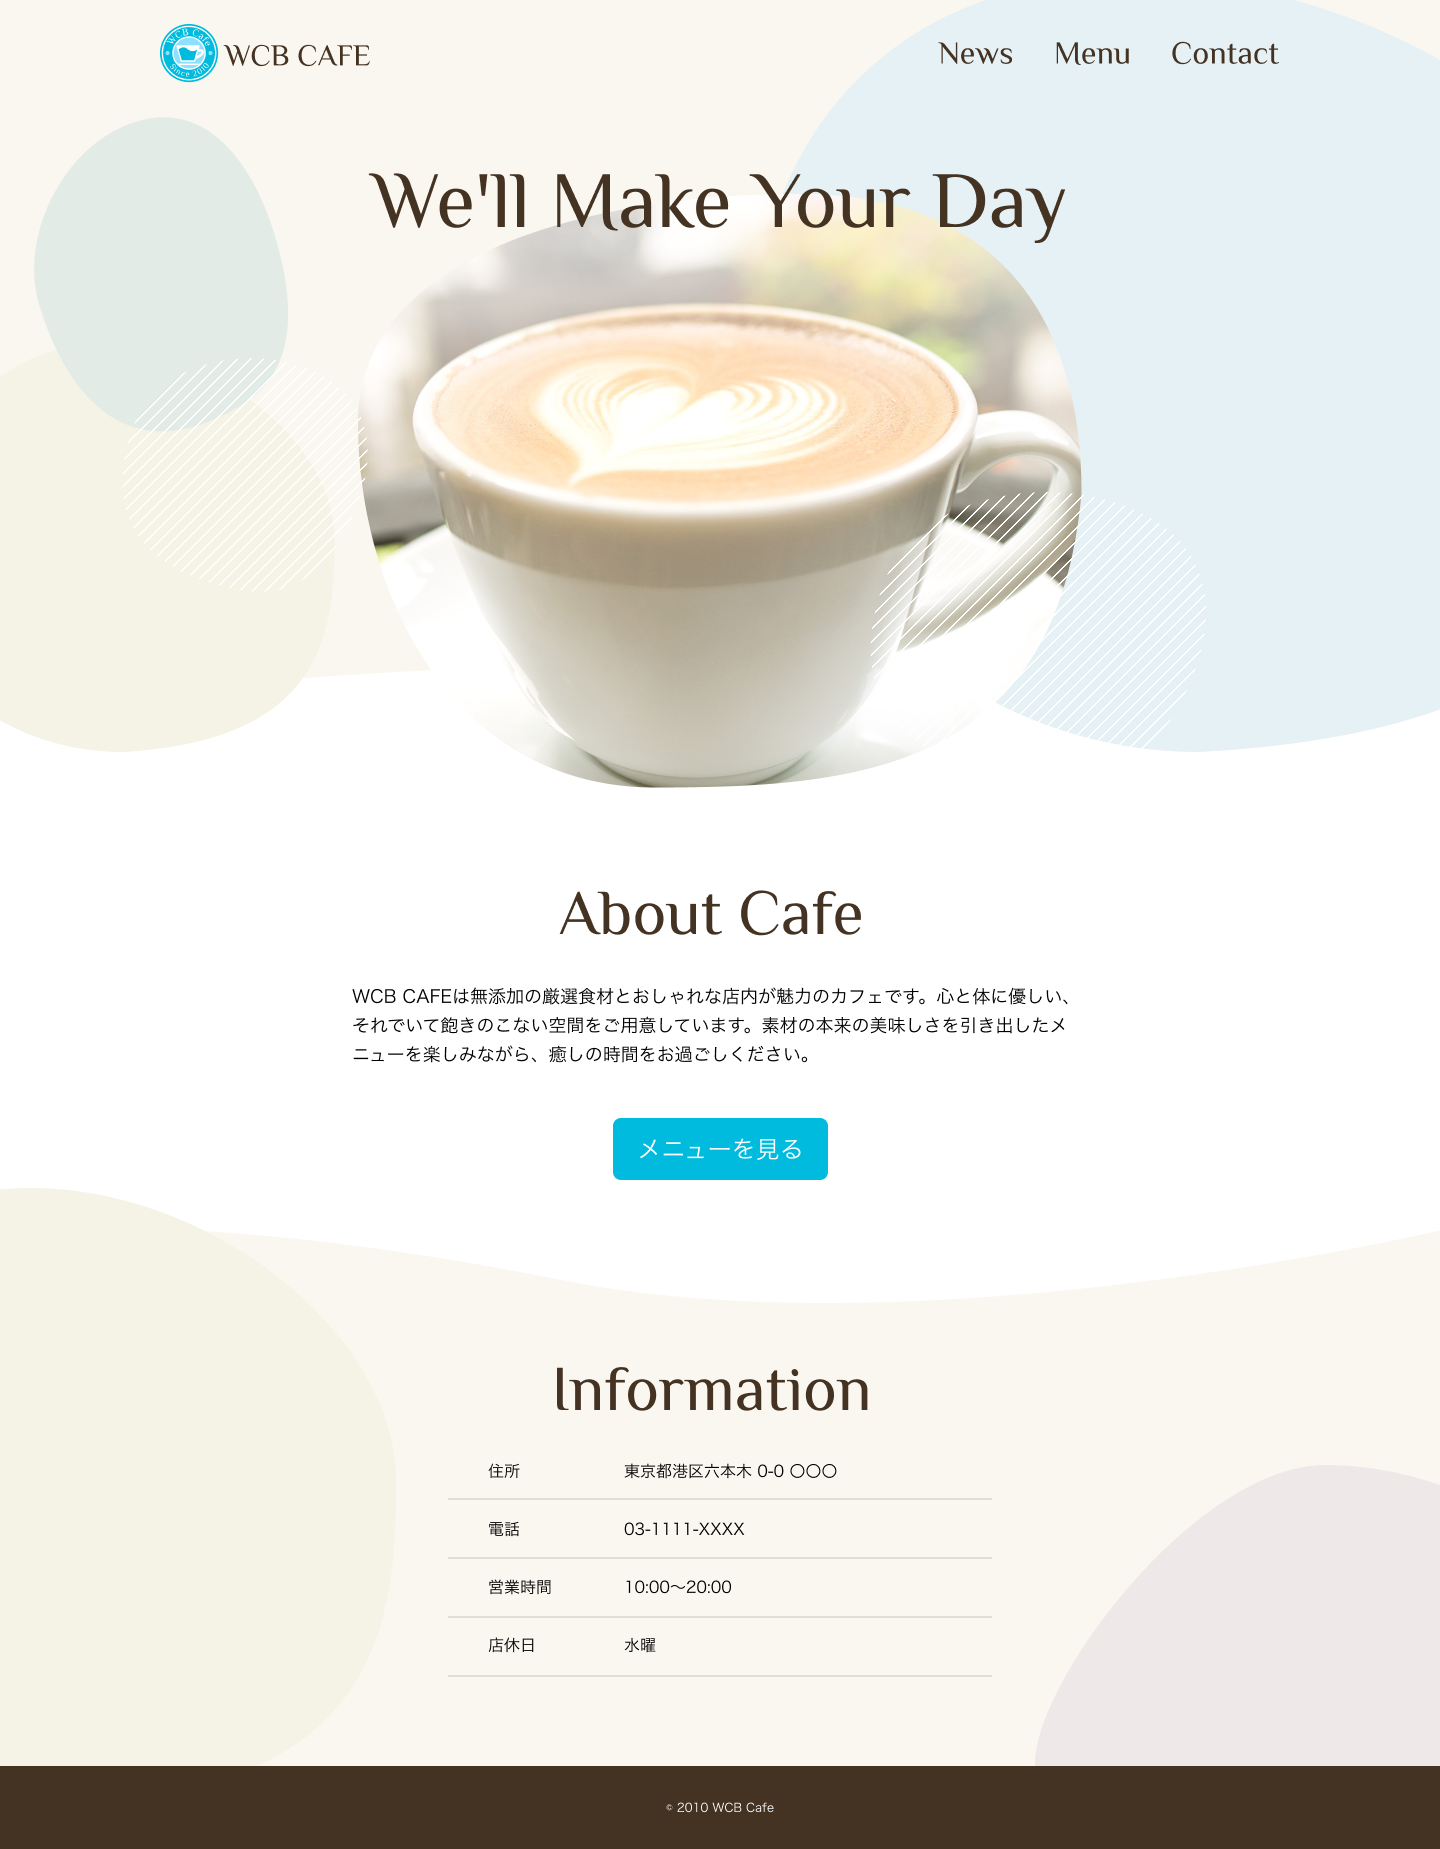 WCB Cafe
Since 2010
WCB CAFE
News Menu Contact
We'll Make Your Day
About Cafe
WCB CAFEは無添加の厳選食材とおしゃれな店内が魅力のカフェです。心と体に優しい、
それでいて飽きのこない空間をご用意しています。素材の本来の美味しさを引き出したメ
ニューを楽しみながら、癒しの時間をお過ごしください。
メニューを見る
Information
住所 東京都港区六本木 0-0 〇〇〇
電話 03-1111-XXXX
営業時間 10:00〜20:00
店休日 水曜
© 2010 WCB Cafe